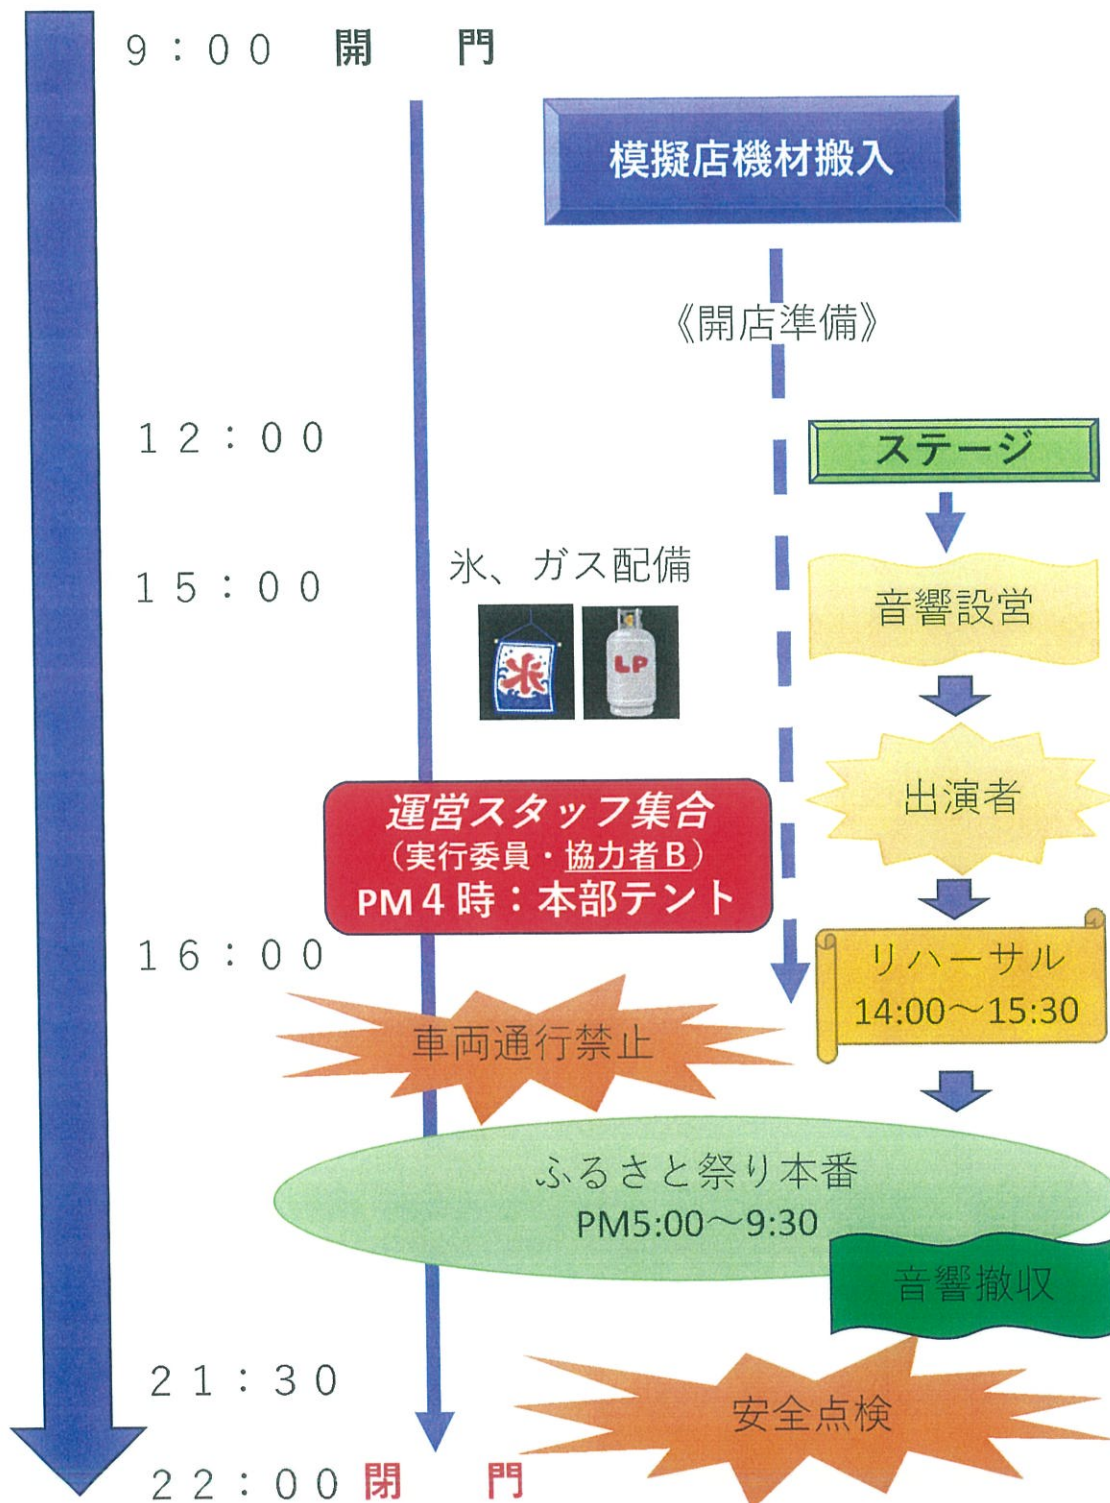 9：00 開 門
模擬店機材搬入
《開店準備》
12：00
ステージ
氷、ガス配備
15：00
音響設営
氷
LP
出演者
運営スタッフ集合
（実行委員・協力者B）
PM4時：本部テント
16：00
リハーサル
14:00～15:30
車両通行禁止
ふるさと祭り本番
PM5:00～9:30
音響撤収
21：30
安全点検
22：00 閉 門